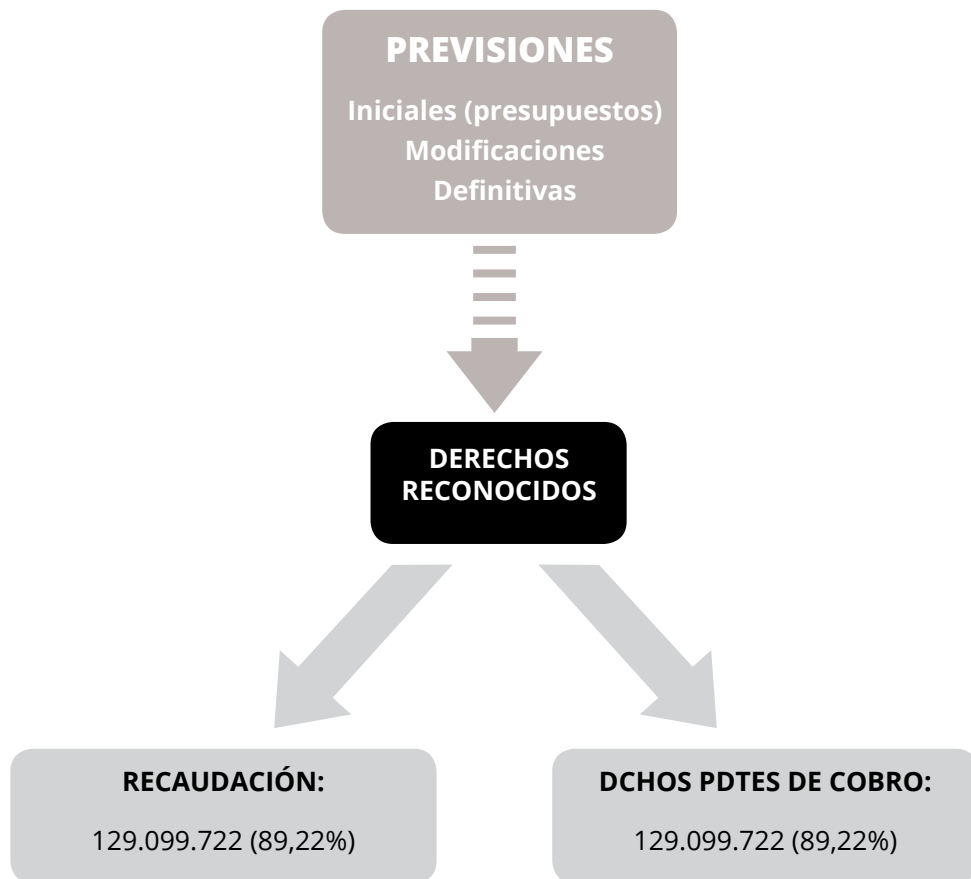 PREVISIONES
Iniciales (presupuestos)
Modificaciones
Definitivas
DERECHOS
RECONOCIDOS
RECAUDACIÓN:
129.099.722 (89,22%)
DCHOS PDTES DE COBRO:
129.099.722 (89,22%)